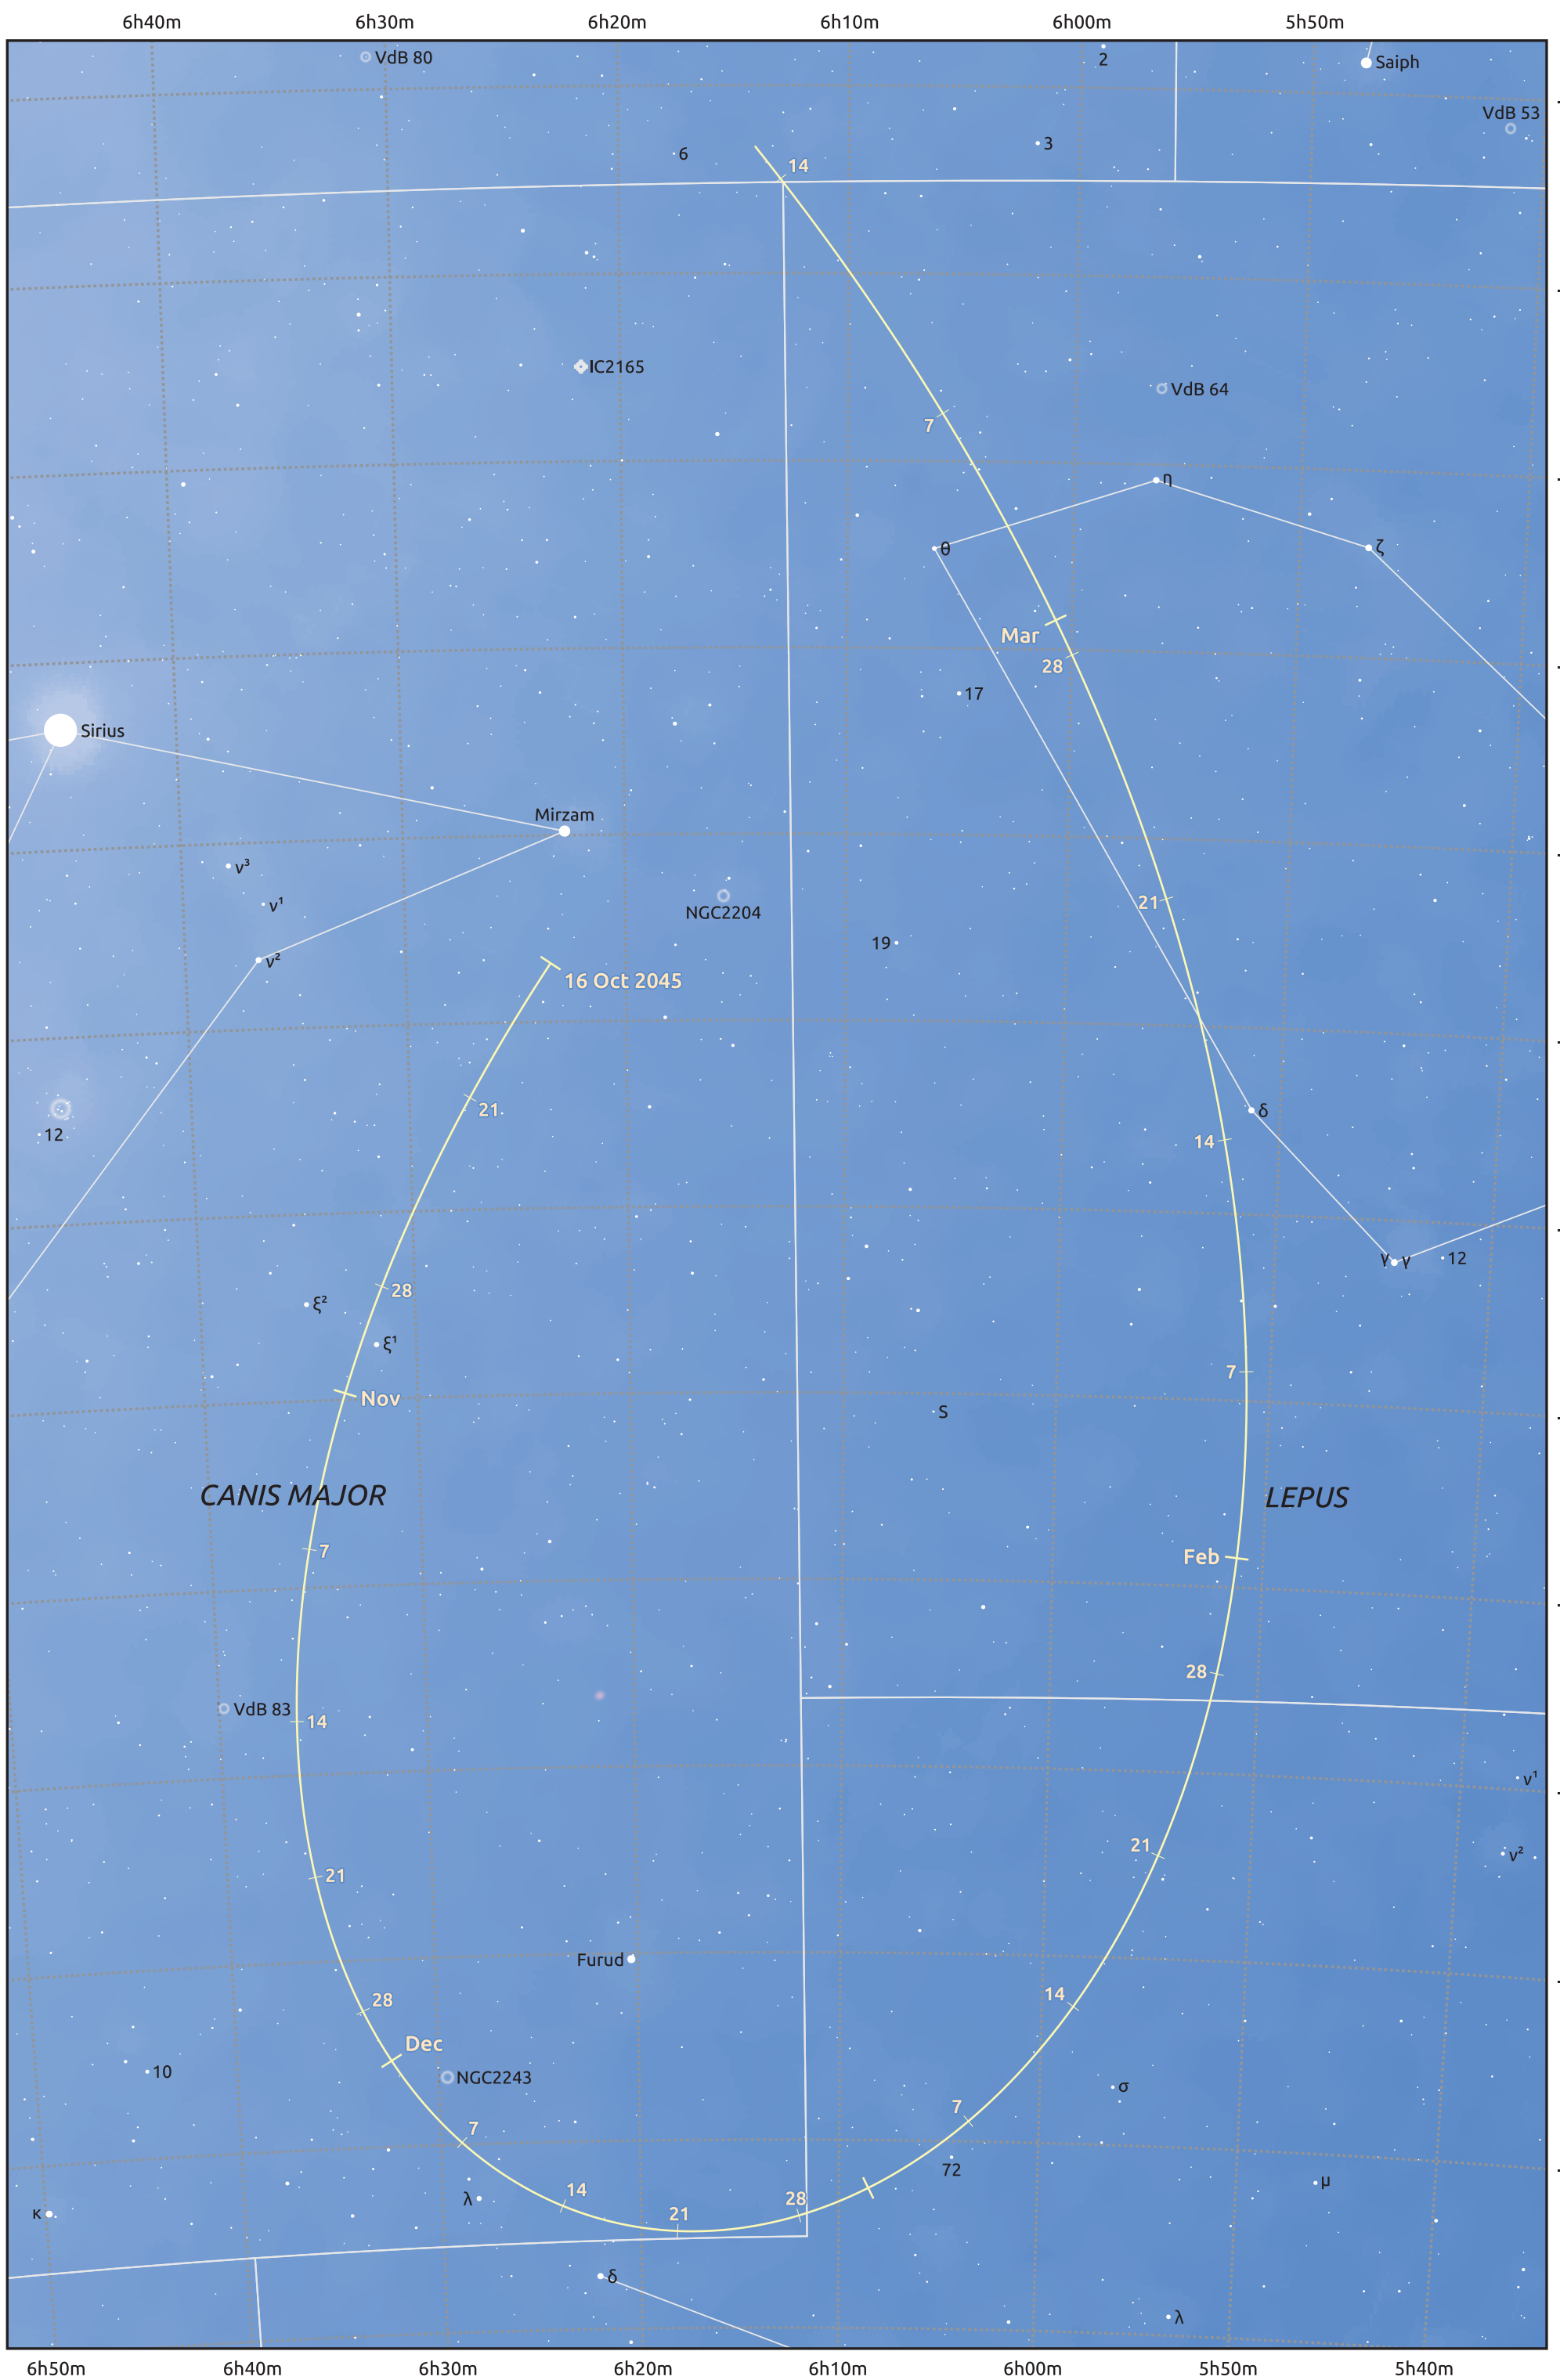 6h40m 6h30m 6h20m 6h10m 6h00m 5h50m
2
VdB 80
Saiph
VdB 53
3
6
14
IC2165
VdB 64
7
η
θ
ζ
Mar
28
17
Sirius
Mirzam
ν³
ν¹
21
NGC2204
19
ν²
16 Oct 2045
21
δ
12
14
γ γ 12
28
ξ²
ξ¹
7
Nov
S
CANIS MAJOR
LEPUS
7
Feb
28
VdB 83
14
ν¹
21
ν²
21
Furud
14
28
Dec
10
NGC2243
σ
7
7
72
μ
14
λ
28
κ
21
δ
λ
6h50m 6h40m 6h30m 6h20m 6h10m 6h00m 5h50m 5h40m